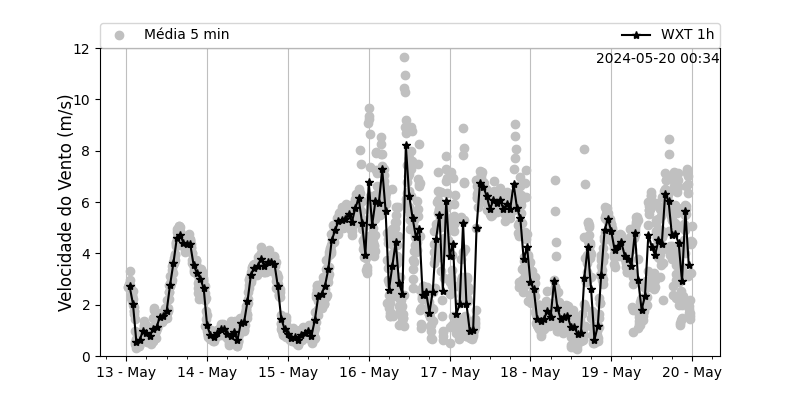 Média 5 min WXT 1h
2024-05-20 00:34
Velocidade do Vento (m/s)
12
10
8
6
4
2
0
13 - May 14 - May 15 - May 16 - May 17 - May 18 - May 19 - May 20 - May